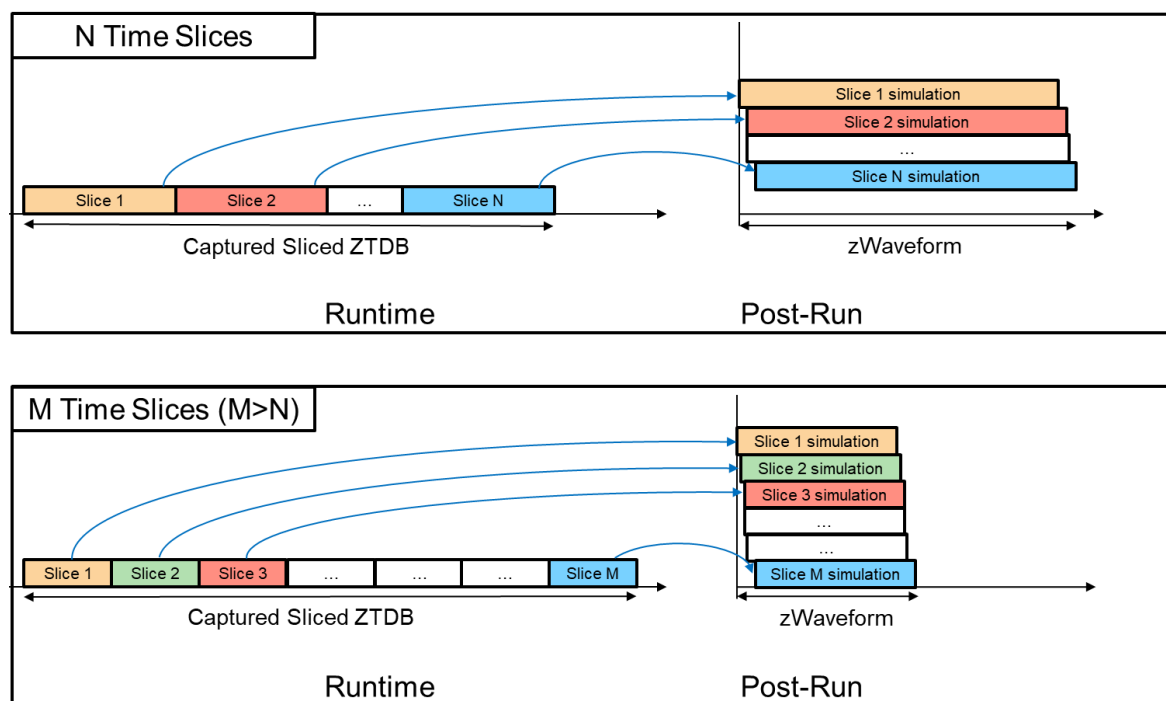 N Time Slices
Slice 1 simulation
Slice 2 simulation
...
Slice N simulation
Slice 1
Slice 2
...
Slice N
Captured Sliced ZTDB
zWaveform
Runtime
Post-Run
M Time Slices (M>N)
Slice 1 simulation
Slice 2 simulation
Slice 3 simulation
...
...
Slice M simulation
Slice 1
Slice 2
Slice 3
...
...
...
Slice M
Captured Sliced ZTDB
zWaveform
Runtime
Post-Run